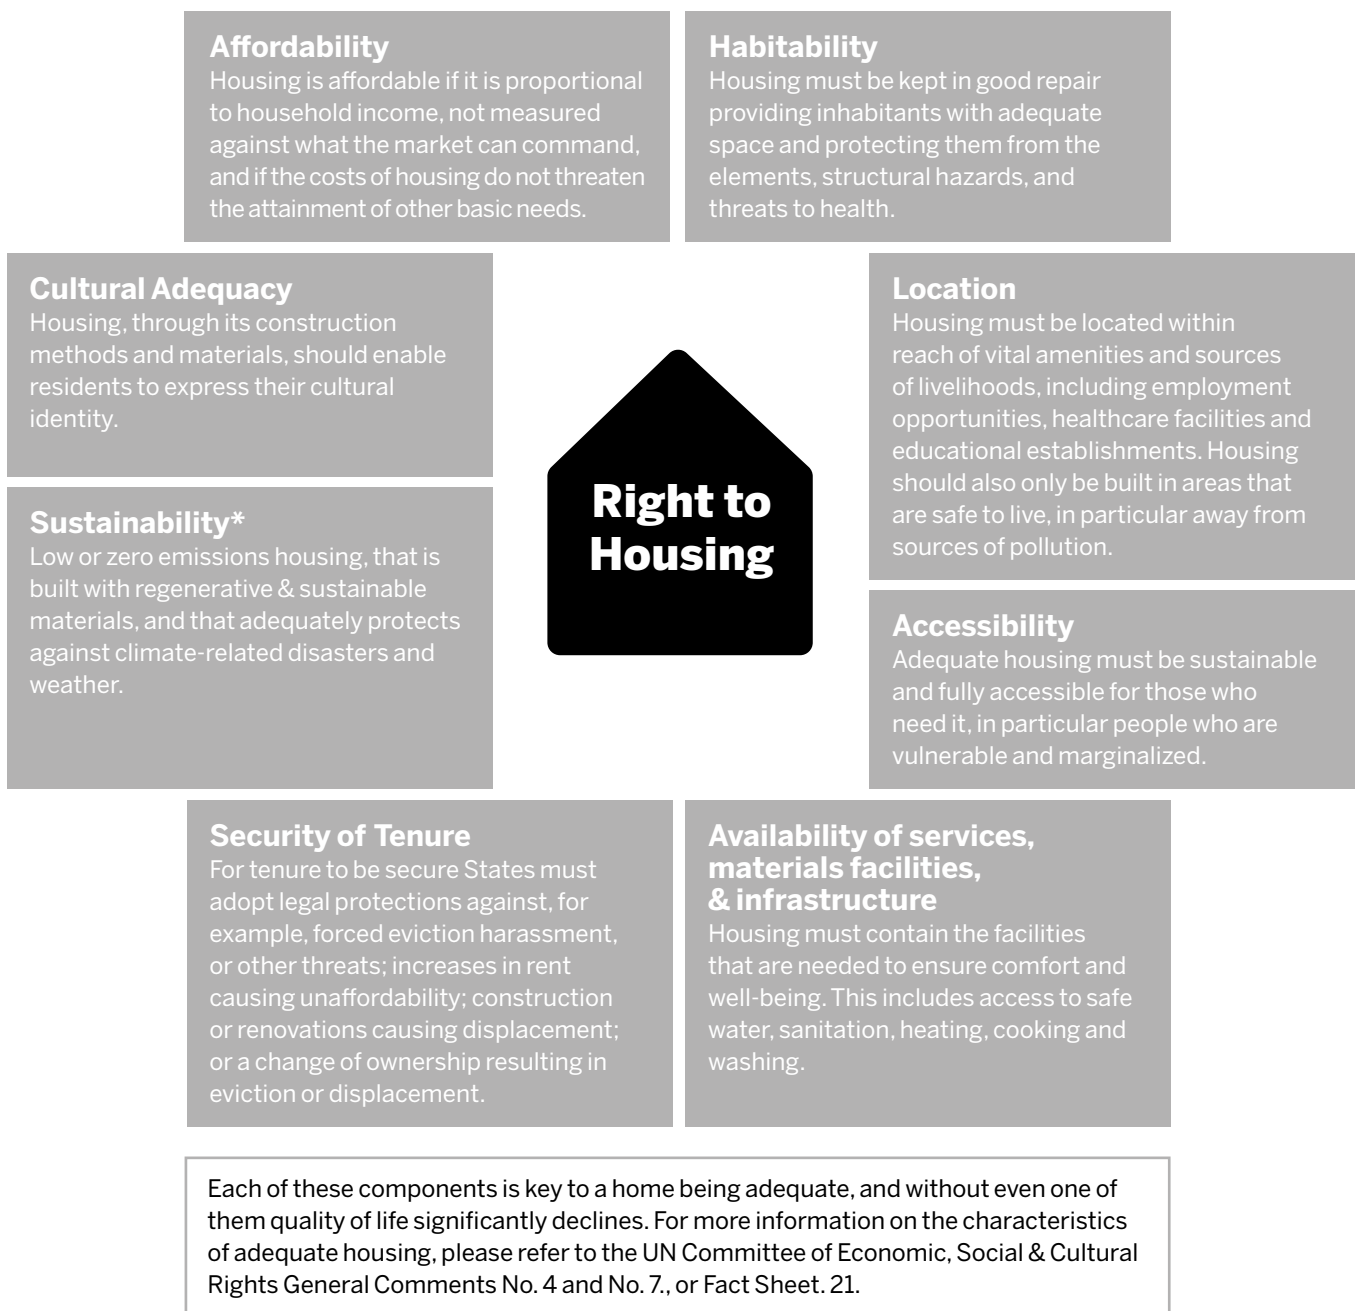 Affordability
Housing is affordable if it is proportional
to household income, not measured
against what the market can command,
and if the costs of housing do not threaten
the attainment of other basic needs.
Habitability
Housing must be kept in good repair
providing inhabitants with adequate
space and protecting them from the
elements, structural hazards, and
threats to health.
Cultural Adequacy
Housing, through its construction
methods and materials, should enable
residents to express their cultural
identity.
Location
Housing must be located within
reach of vital amenities and sources
of livelihoods, including employment
opportunities, healthcare facilities and
educational establishments. Housing
should also only be built in areas that
are safe to live, in particular away from
sources of pollution.
Right to
Housing
Sustainability*
Low or zero emissions housing, that is
built with regenerative & sustainable
materials, and that adequately protects
against climate-related disasters and
weather.
Accessibility
Adequate housing must be sustainable
and fully accessible for those who
need it, in particular people who are
vulnerable and marginalized.
Security of Tenure
For tenure to be secure States must
adopt legal protections against, for
example, forced eviction harassment,
or other threats; increases in rent
causing unaffordability; construction
or renovations causing displacement;
or a change of ownership resulting in
eviction or displacement.
Availability of services,
materials facilities,
& infrastructure
Housing must contain the facilities
that are needed to ensure comfort and
well-being. This includes access to safe
water, sanitation, heating, cooking and
washing.
Each of these components is key to a home being adequate, and without even one of
them quality of life significantly declines. For more information on the characteristics
of adequate housing, please refer to the UN Committee of Economic, Social & Cultural
Rights General Comments No. 4 and No. 7., or Fact Sheet. 21.